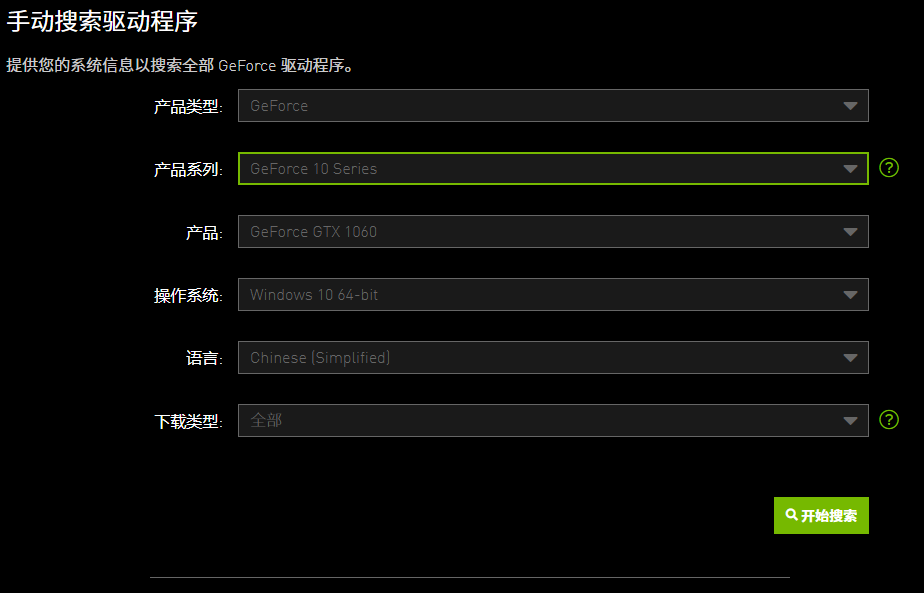 手动搜索驱动程序
提供您的系统信息以搜索全部 GeForce 驱动程序。
产品类型: GeForce
产品系列: GeForce 10 Series ?
产品: GeForce GTX 1060
操作系统: Windows 10 64-bit
语言: Chinese (Simplified)
下载类型: 全部 ?
开始搜索